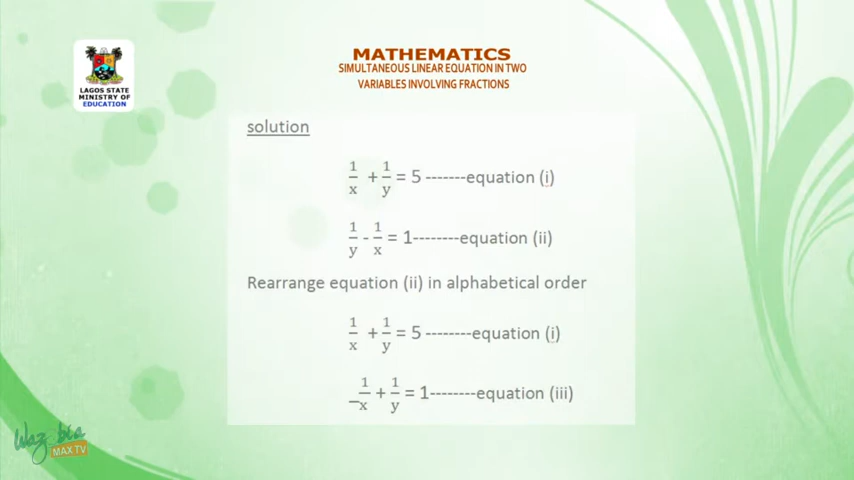 LAGOS STATE
MINISTRY OF
EDUCATION
MATHEMATICS
SIMULTANEOUS LINEAR EQUATION IN TWO
VARIABLES INVOLVING FRACTIONS
solution
1/x + 1/y = 5 -------equation (i)
1/y - 1/x = 1--------equation (ii)
Rearrange equation (ii) in alphabetical order
1/x + 1/y = 5 --------equation (i)
_1/x + 1/y = 1--------equation (iii)
Wazobia
MAX TV